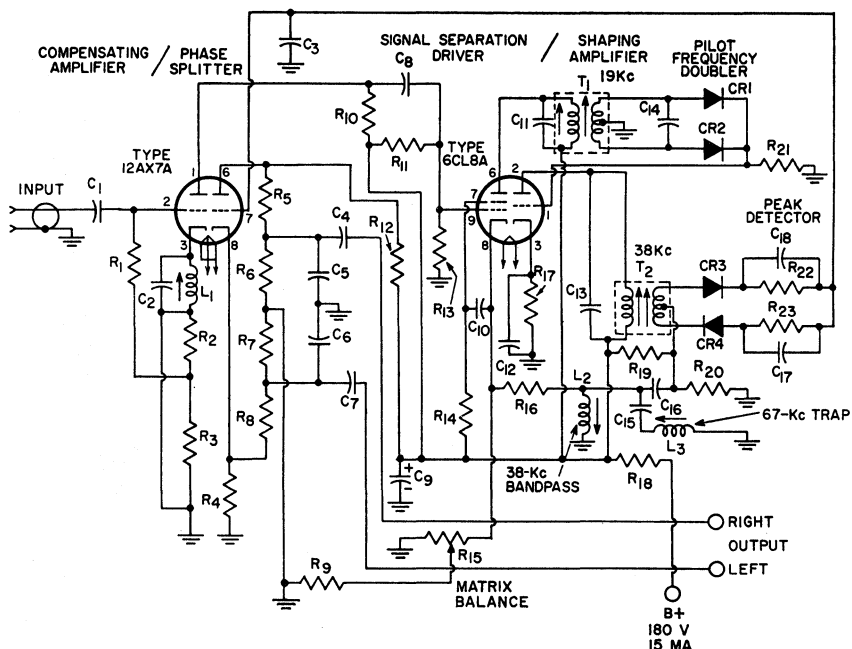 COMPENSATING / PHASE
AMPLIFIER SPLITTER
SIGNAL SEPARATION / SHAPING
DRIVER AMPLIFIER
PILOT
FREQUENCY
DOUBLER
C3
C8
T1
19Kc
CR1
C11
C14
CR2
R10
R11
R21
TYPE
12AX7A
1
6
2
7
3
8
INPUT
C1
TYPE
6CL8A
6
2
7
9
1
8
3
R5
C4
R12
R1
R6
C5
R13
C10
R17
C13
38Kc
T2
PEAK
DETECTOR
C18
CR3
R22
R23
CR4
C17
C2
L1
R2
R7
C6
C12
R19
R20
R8
C7
R14
R16
L2
C15
C16
67-Kc TRAP
L3
R3
R4
+
-
C9
38-Kc
BANDPASS
R18
R9
R15
MATRIX
BALANCE
RIGHT
OUTPUT
LEFT
B+
180 V
15 MA